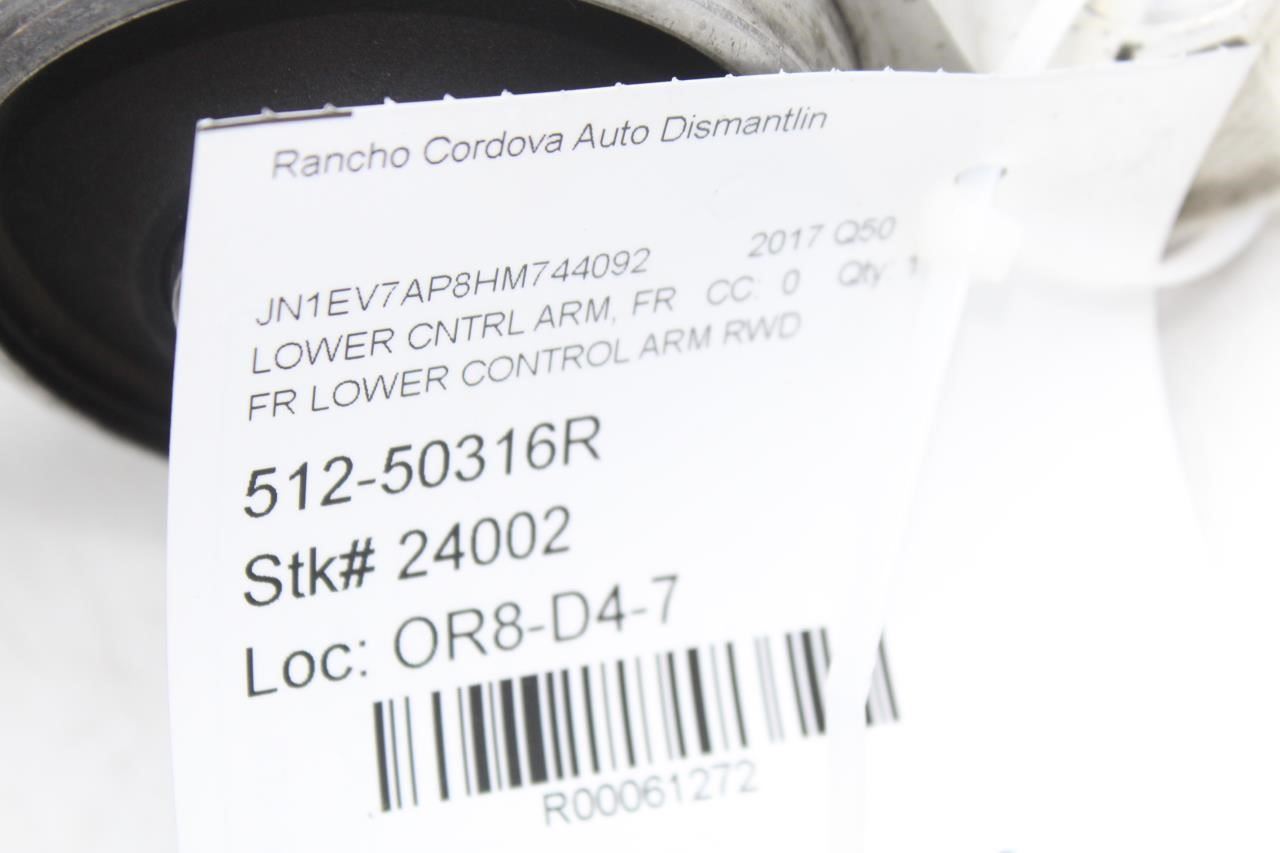 Rancho Cordova Auto Dismantlin
JN1EV7AP8HM744092 2017 Q50
LOWER CNTRL ARM, FR CC: 0 Qty: 1
FR LOWER CONTROL ARM RWD
512-50316R
Stk# 24002
Loc: OR8-D4-7
R00061272